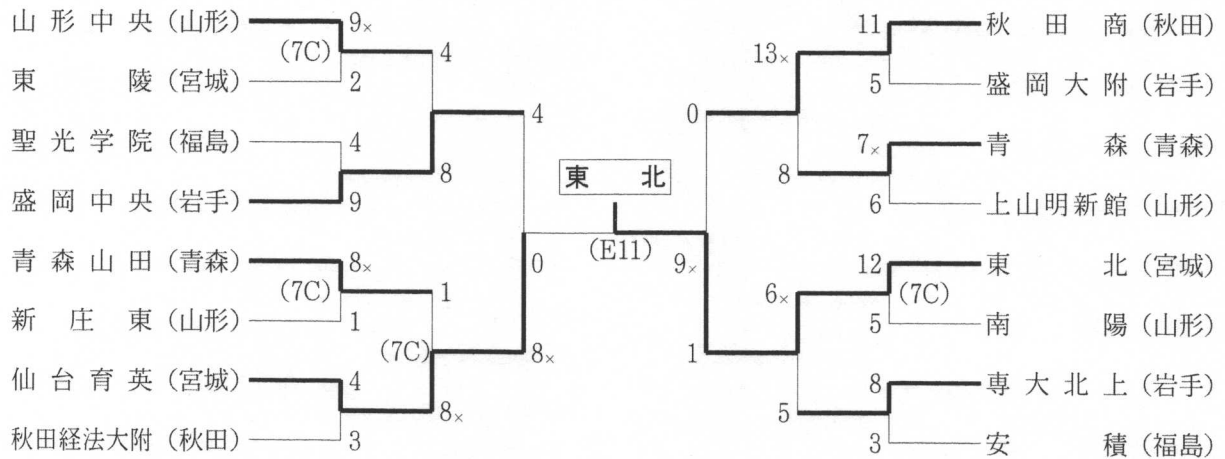 山形中央(山形) 9×
(7C)
東陵(宮城) 2
4
聖光学院(福島) 4
盛岡中央(岩手) 9
8
4
青森山田(青森) 8×
(7C)
新庄東(山形) 1
1
仙台育英(宮城) 4
秋田経法大附(秋田) 3
(7C)
8×
0
8×
東北
(E11)
9×
11 秋田商(秋田)
5 盛岡大附(岩手)
13×
7× 青森(青森)
6 上山明新館(山形)
8
0
12 東北(宮城)
(7C)
5 南陽(山形)
6×
8 専大北上(岩手)
3 安積(福島)
5
1